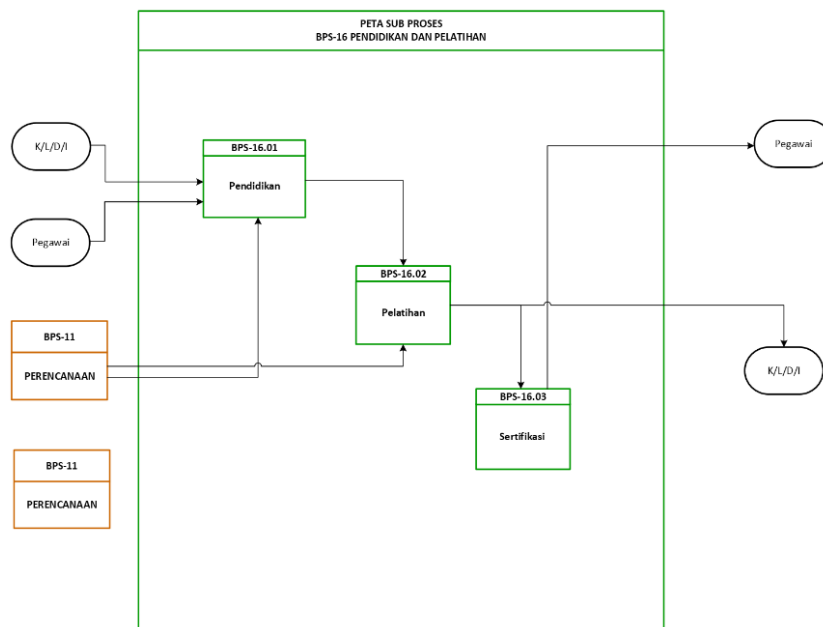 PETA SUB PROSES
BPS-16 PENDIDIKAN DAN PELATIHAN
K/L/D/I
BPS-16.01
Pendidikan
Pegawai
Pegawai
BPS-16.02
Pelatihan
BPS-11
PERENCANAAN
K/L/D/I
BPS-16.03
Sertifikasi
BPS-11
PERENCANAAN